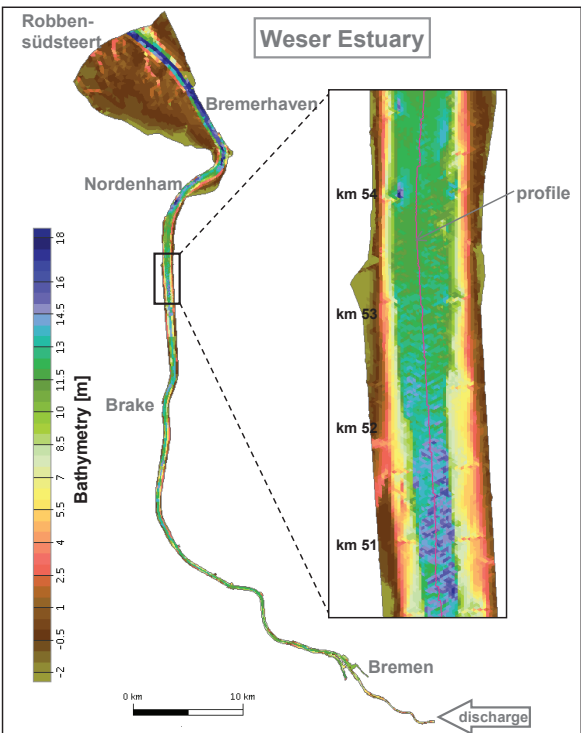 Robben-
südsteert
Weser Estuary
Bremerhaven
Nordenham
km 54
profile
km 53
Brake
km 52
km 51
Bathymetry [m]
18
16
14.5
13
11.5
10
8.5
7
5.5
4
2.5
1
-0.5
-2
Bremen
0 km
10 km
discharge